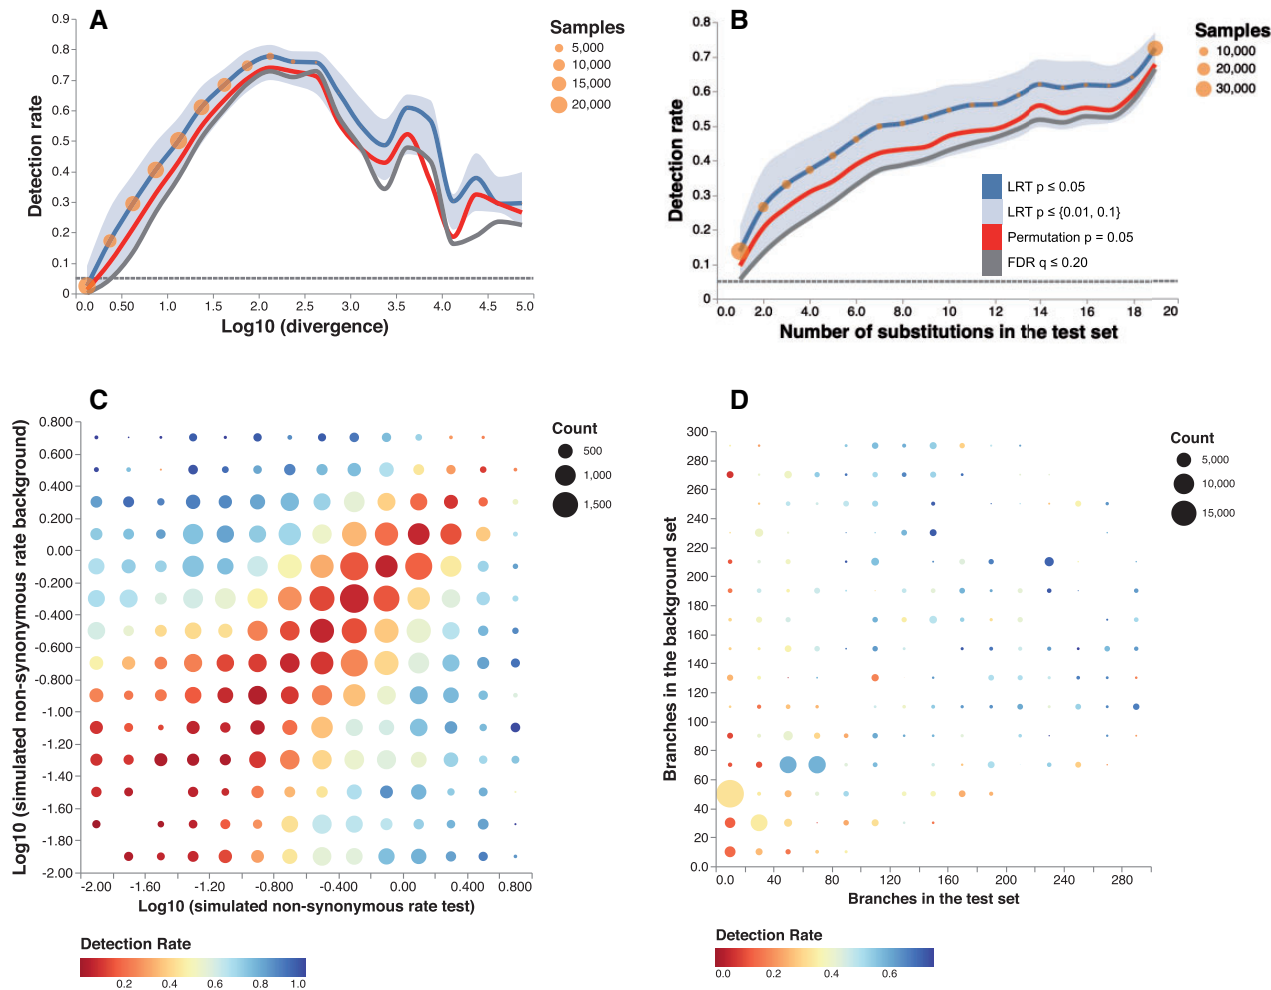 A
0.9
0.8
0.7
0.6
0.5
0.4
0.3
0.2
0.1
0
Detection rate
0.0 0.50 1.0 1.5 2.0 2.5 3.0 3.5 4.0 4.5 5.0
Log10 (divergence)
Samples
5,000
10,000
15,000
20,000
B
0.8
0.7
0.6
0.5
0.4
0.3
0.2
0.1
0
Detection rate
0.0 2.0 4.0 6.0 8.0 10 12 14 16 18 20
Number of substitutions in the test set
LRT p ≤ 0.05
LRT p ≤ {0.01, 0.1}
Permutation p = 0.05
FDR q ≤ 0.20
Samples
10,000
20,000
30,000
C
0.800
0.600
0.400
0.200
0.00
-0.200
-0.400
-0.600
-0.800
-1.00
-1.20
-1.40
-1.60
-1.80
-2.00
Log10 (simulated non-synonymous rate background)
-2.00 -1.60 -1.20 -0.800 -0.400 0.00 0.400 0.800
Log10 (simulated non-synonymous rate test)
Count
500
1,000
1,500
Detection Rate
0.2 0.4 0.6 0.8 1.0
D
300
280
260
240
220
200
180
160
140
120
100
80
60
40
20
0.0
Branches in the background set
0.0 40 80 120 160 200 240 280
Branches in the test set
Count
5,000
10,000
15,000
Detection Rate
0.0 0.2 0.4 0.6